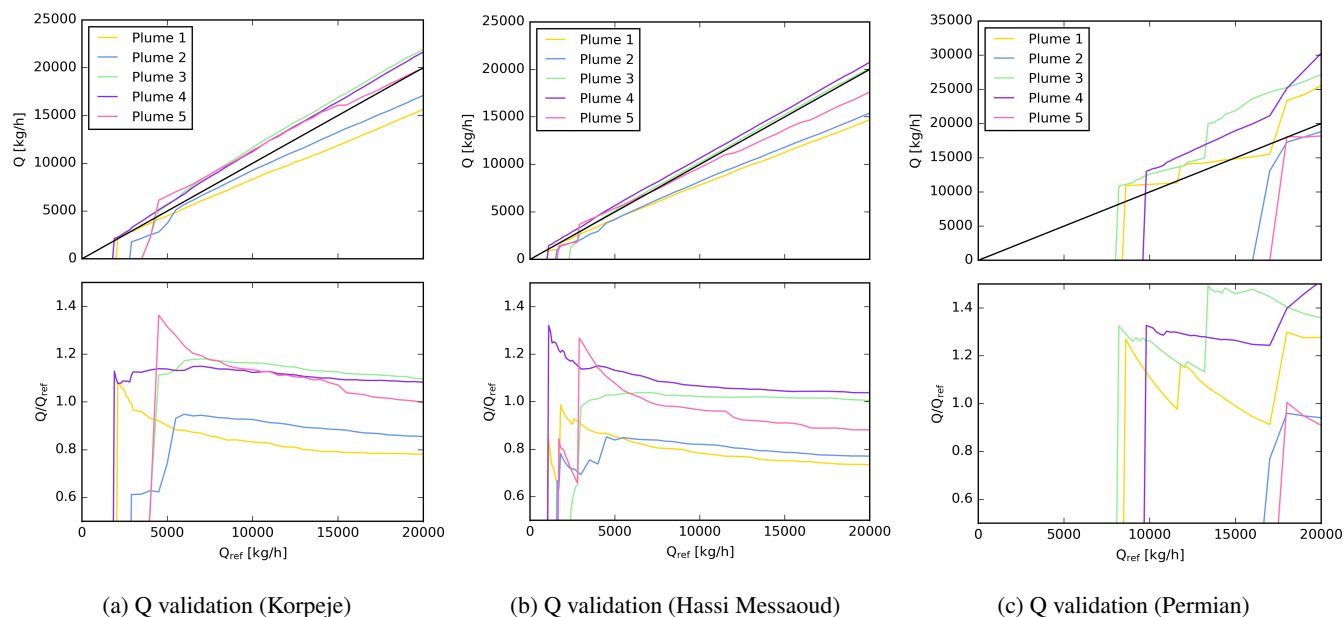 25000
20000
15000
10000
5000
0
Q [kg/h]
Plume 1
Plume 2
Plume 3
Plume 4
Plume 5
1.4
1.2
1.0
0.8
0.6
Q/Qref
0 5000 10000 15000 20000
Qref [kg/h]
(a) Q validation (Korpeje)
25000
20000
15000
10000
5000
0
Q [kg/h]
Plume 1
Plume 2
Plume 3
Plume 4
Plume 5
1.4
1.2
1.0
0.8
0.6
Q/Qref
0 5000 10000 15000 20000
Qref [kg/h]
(b) Q validation (Hassi Messaoud)
35000
30000
25000
20000
15000
10000
5000
0
Q [kg/h]
Plume 1
Plume 2
Plume 3
Plume 4
Plume 5
1.4
1.2
1.0
0.8
0.6
Q/Qref
0 5000 10000 15000 20000
Qref [kg/h]
(c) Q validation (Permian)